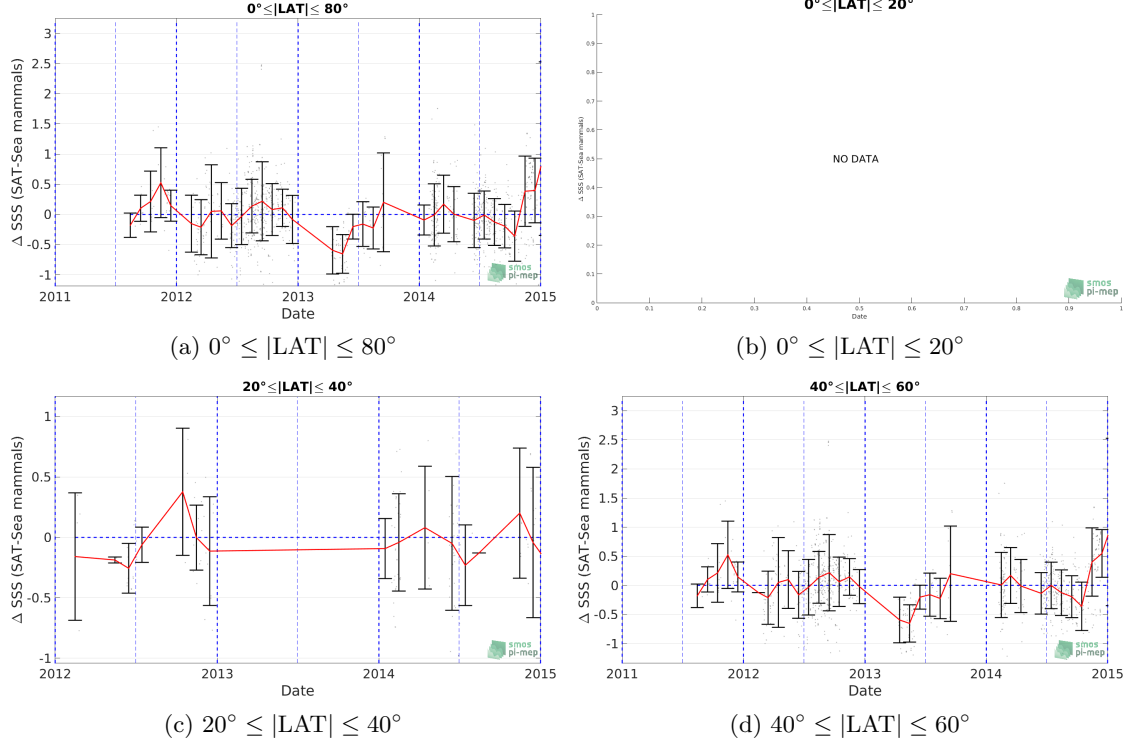 0°≤|LAT|≤ 80°
Δ SSS (SAT-Sea mammals)
3
2.5
2
1.5
1
0.5
0
-0.5
-1
2011 2012 2013 2014 2015
Date
smos
pi-mep
(a) 0° ≤ |LAT| ≤ 80°
0°≤|LAT|≤ 20°
Δ SSS (SAT-Sea mammals)
1
0.9
0.8
0.7
0.6
0.5
0.4
0.3
0.2
0.1
0
NO DATA
0 0.1 0.2 0.3 0.4 0.5 0.6 0.7 0.8 0.9 1
Date
smos
pi-mep
(b) 0° ≤ |LAT| ≤ 20°
20°≤|LAT|≤ 40°
Δ SSS (SAT-Sea mammals)
1
0.5
0
-0.5
-1
2012 2013 2014 2015
Date
smos
pi-mep
(c) 20° ≤ |LAT| ≤ 40°
40°≤|LAT|≤ 60°
Δ SSS (SAT-Sea mammals)
3
2.5
2
1.5
1
0.5
0
-0.5
-1
2011 2012 2013 2014 2015
Date
smos
pi-mep
(d) 40° ≤ |LAT| ≤ 60°